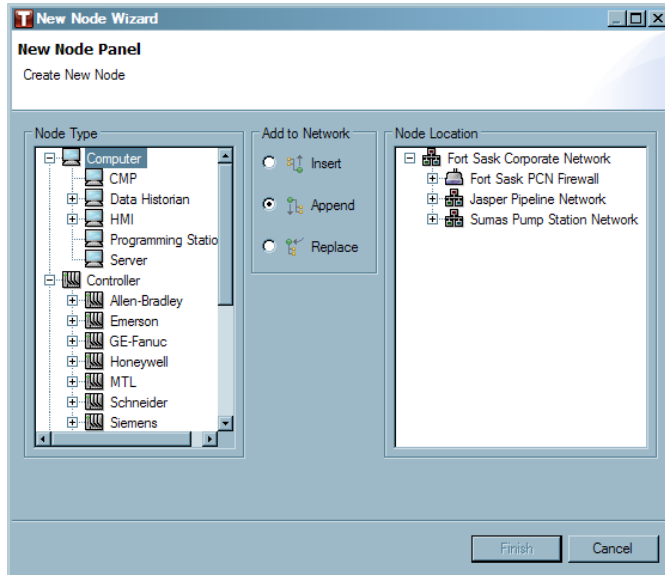 New Node Wizard
New Node Panel
Create New Node
Node Type
Computer
CMP
Data Historian
HMI
Programming Statio
Server
Controller
Allen-Bradley
Emerson
GE-Fanuc
Honeywell
MTL
Schneider
Siemens
Add to Network
Insert
Append
Replace
Node Location
Fort Sask Corporate Network
Fort Sask PCN Firewall
Jasper Pipeline Network
Sumas Pump Station Network
Finish
Cancel